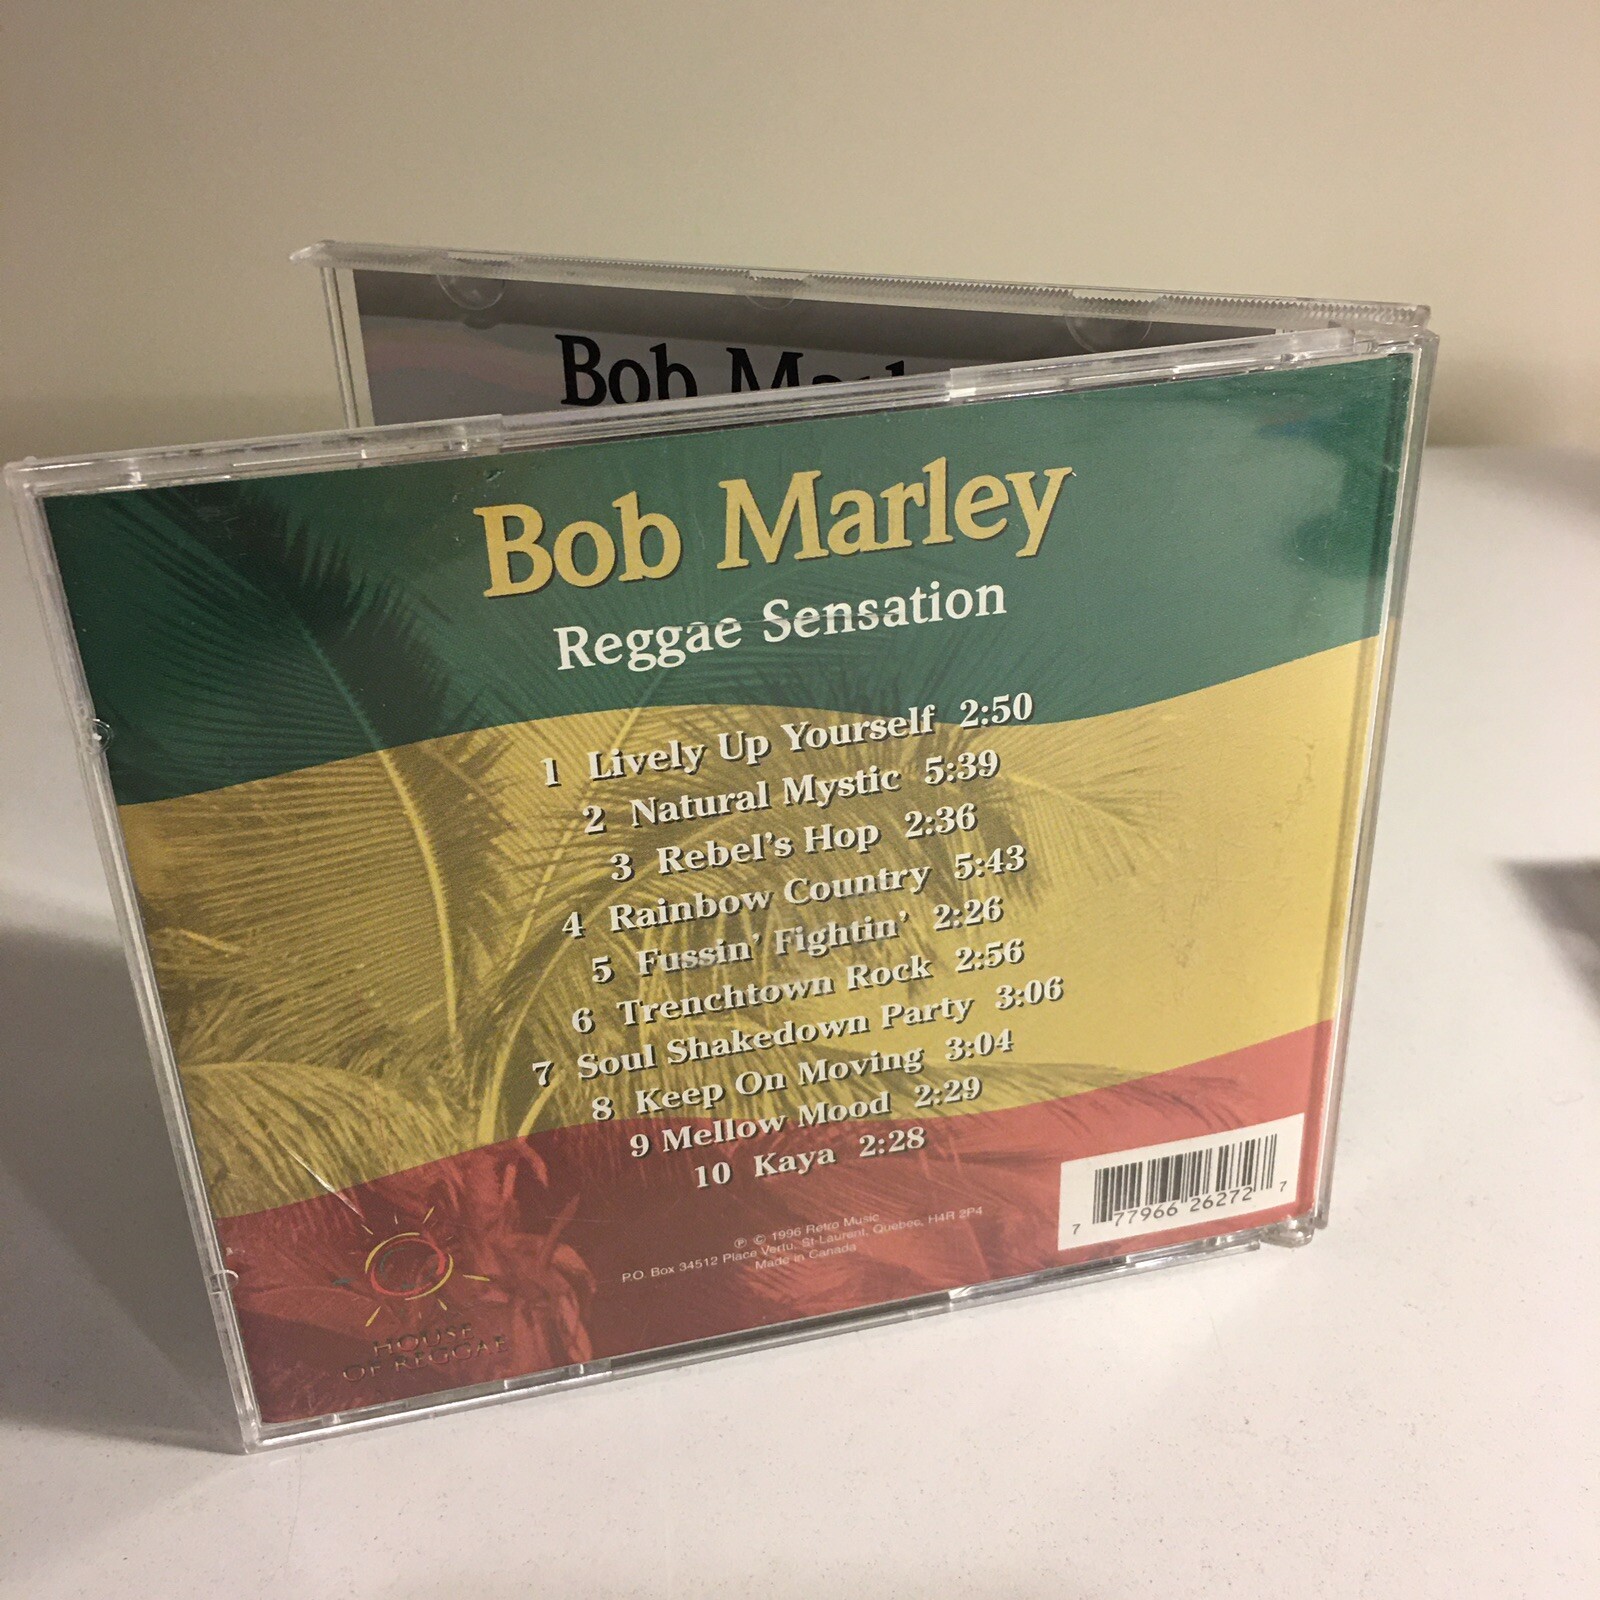 Bob Marley
Bob Marley
Reggae Sensation
1 Lively Up Yourself 2:50
2 Natural Mystic 5:39
3 Rebel's Hop 2:36
4 Rainbow Country 5:43
5 Fussin' Fightin' 2:26
6 Trenchtown Rock 2:56
7 Soul Shakedown Party 3:06
8 Keep On Moving 3:04
9 Mellow Mood 2:29
10 Kaya 2:28
℗ © 1996 Retro Music
P.O. Box 34512 Place Vertu, St-Laurent, Quebec, H4R 2P4
Made in Canada
7 77966 26272 7
HOUSE
OF REGGAE